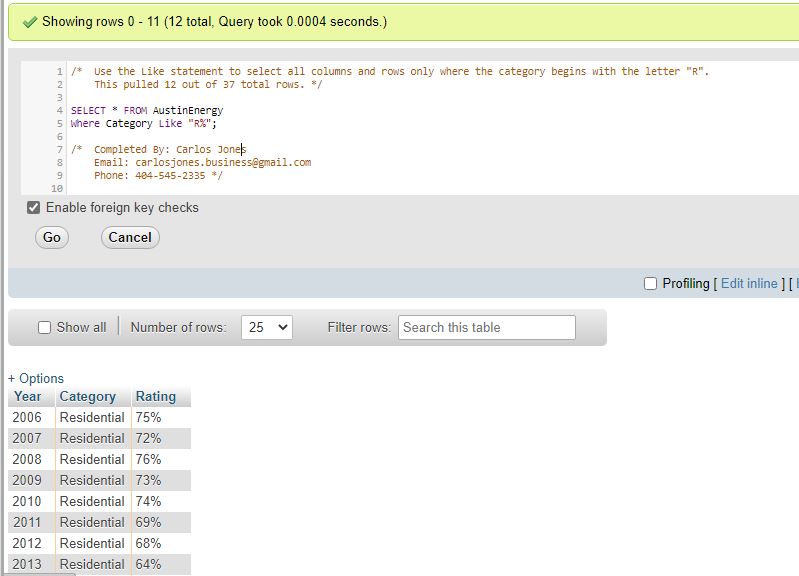 Showing rows 0 - 11 (12 total, Query took 0.0004 seconds.)
1 /* Use the Like statement to select all columns and rows only where the category begins with the letter "R".
2 This pulled 12 out of 37 total rows. */
3
4 SELECT * FROM AustinEnergy
5 Where Category Like "R%";
6
7 /* Completed By: Carlos Jones
8 Email: carlosjones.business@gmail.com
9 Phone: 404-545-2335 */
10
Enable foreign key checks
Go Cancel
Profiling [ Edit inline ] [
Show all Number of rows: 25 Filter rows: Search this table
+ Options
Year Category Rating
2006 Residential 75%
2007 Residential 72%
2008 Residential 76%
2009 Residential 73%
2010 Residential 74%
2011 Residential 69%
2012 Residential 68%
2013 Residential 64%